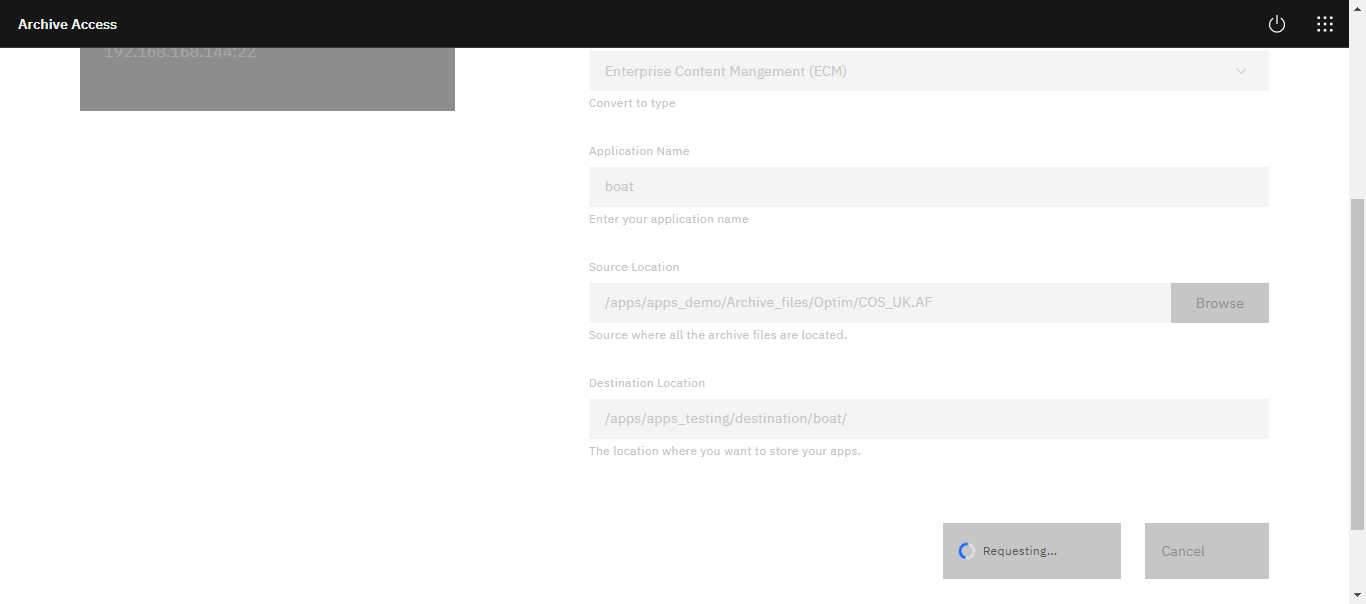 Archive Access
192.168.168.144:22
Enterprise Content Mangement (ECM)
Convert to type
Application Name
boat
Enter your application name
Source Location
/apps/apps_demo/Archive_files/Optim/COS_UK.AF
Browse
Source where all the archive files are located.
Destination Location
/apps/apps_testing/destination/boat/
The location where you want to store your apps.
Requesting...
Cancel